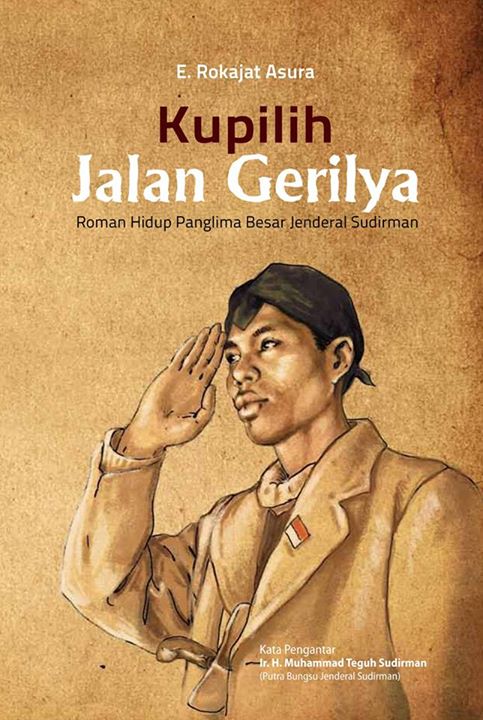 E. Rokajat Asura
Kupilih
Jalan Gerilya
Roman Hidup Panglima Besar Jenderal Sudirman
Kata Pengantar
Ir. H. Muhammad Teguh Sudirman
(Putra Bungsu Jenderal Sudirman)